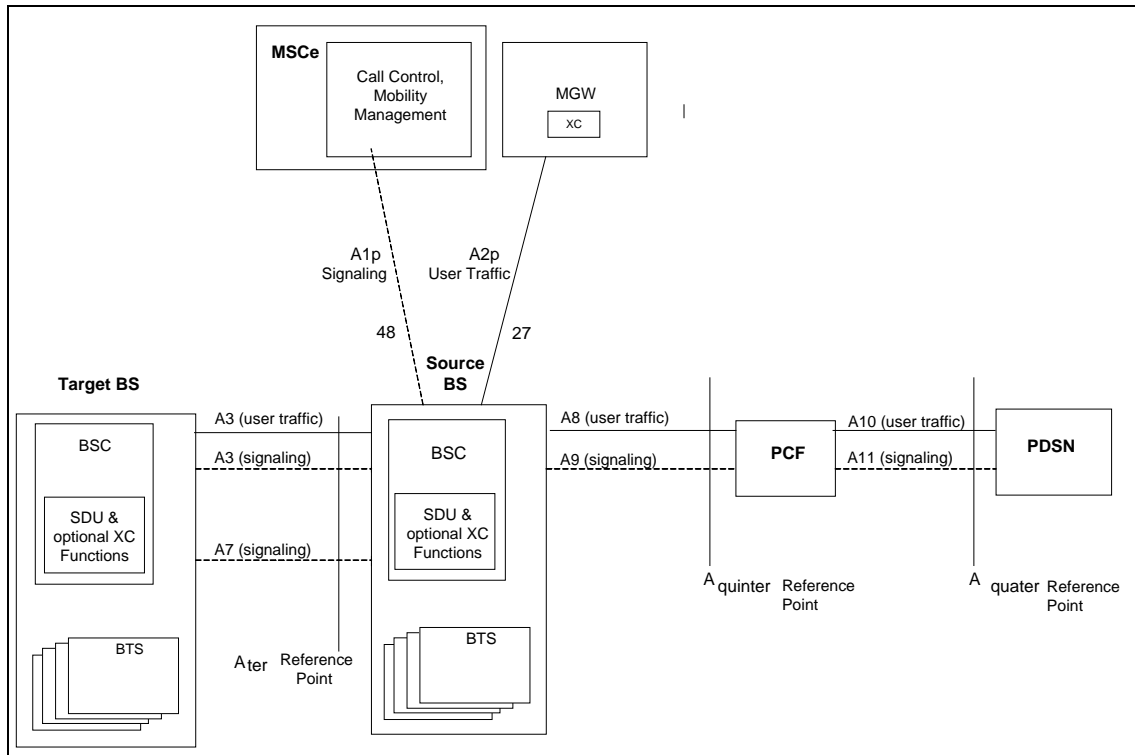 MSCe
Call Control,
Mobility
Management
MGW
XC
A1p
Signaling
A2p
User Traffic
48
27
Source
BS
Target BS
A3 (user traffic)
A3 (signaling)
A7 (signaling)
BSC
SDU &
optional XC
Functions
BTS
BSC
SDU &
optional XC
Functions
BTS
A ter Reference
Point
A8 (user traffic)
A9 (signaling)
PCF
A10 (user traffic)
A11 (signaling)
PDSN
A quinter Reference
Point
A quater Reference
Point